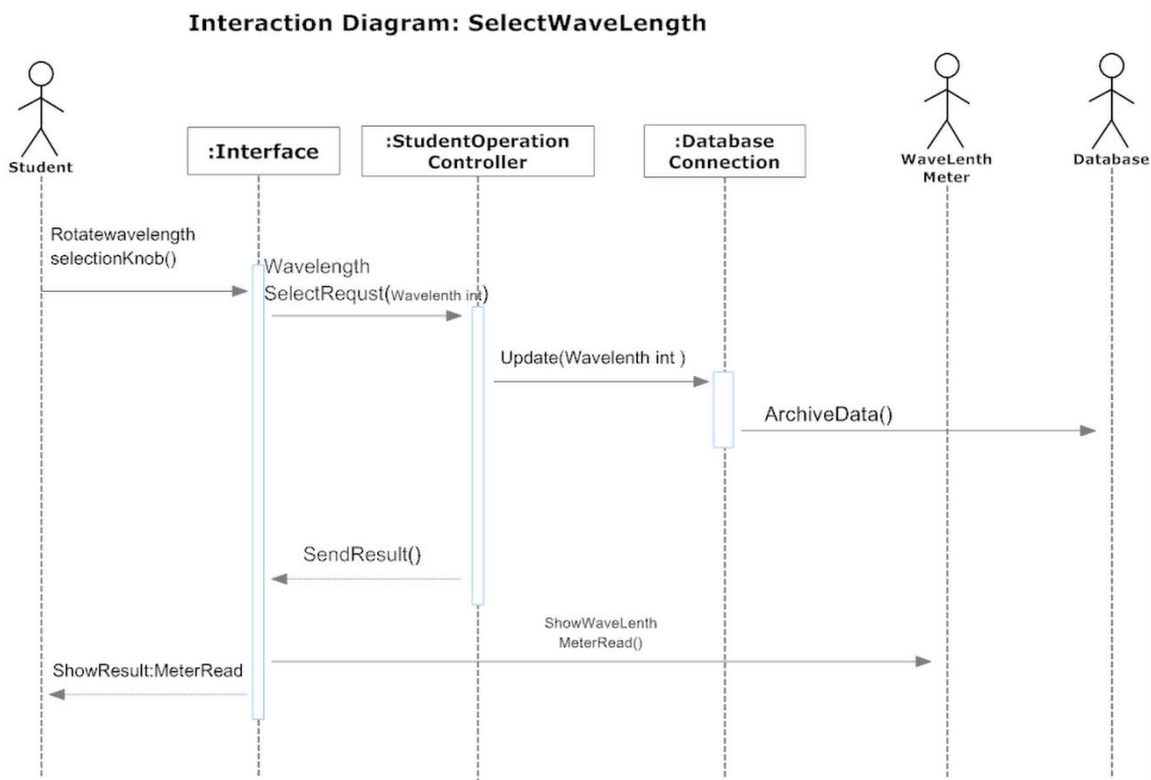 Interaction Diagram: SelectWaveLength
Student
:Interface
:StudentOperation
Controller
:Database
Connection
WaveLenth
Meter
Database
Rotatewavelength
selectionKnob()
Wavelength
SelectRequst(Wavelenth int)
Update(Wavelenth int )
ArchiveData()
SendResult()
ShowWaveLenth
MeterRead()
ShowResult:MeterRead